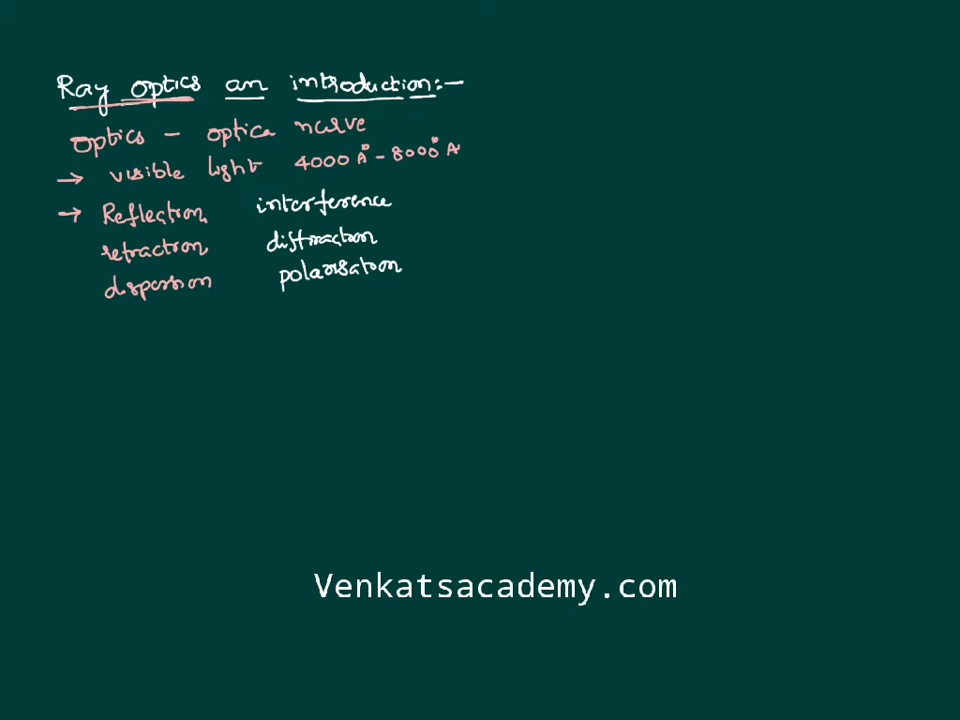 Ray optics an introduction:-
optics - optica nerve
→ visible light 4000 A° - 8000 A°
→ Reflection interference
refraction diffraction
dispersion polarisation
Venkatsacademy.com